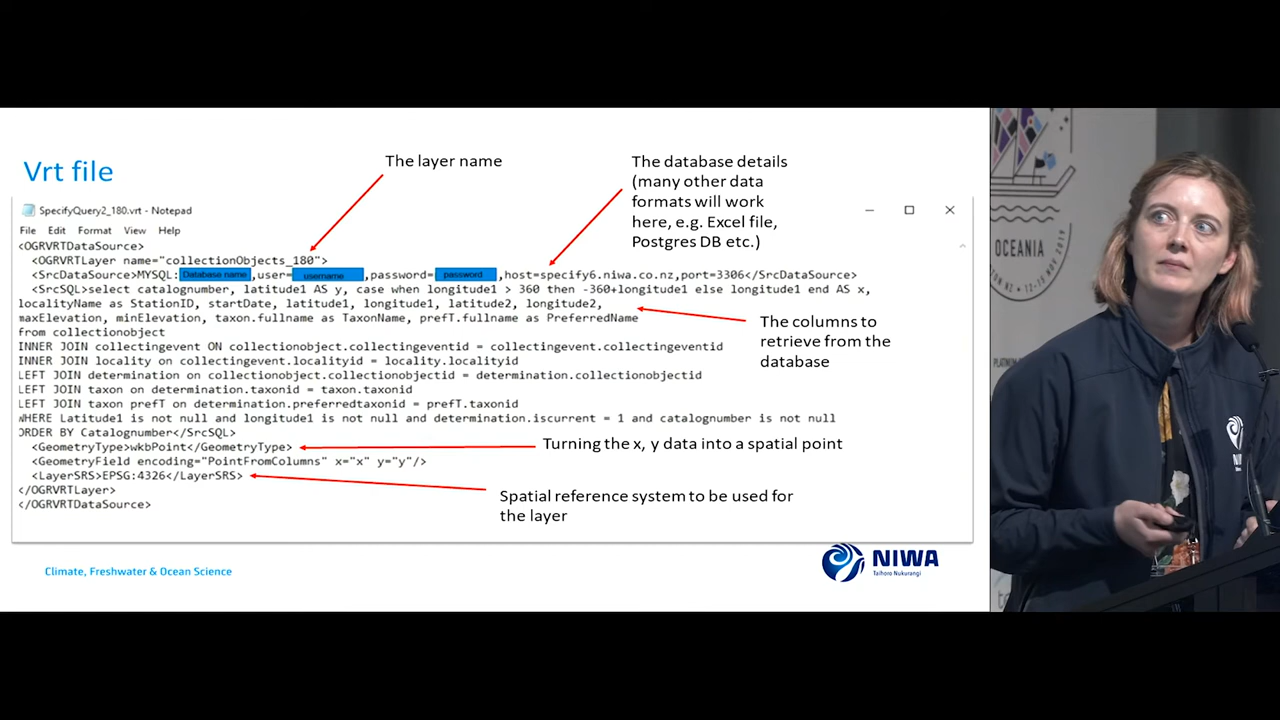 Vrt file
The layer name
The database details
(many other data
formats will work
here, e.g. Excel file,
Postgres DB etc.)
SpecifyQuery2_180.vrt - Notepad
File Edit Format View Help
<OGRVRTDataSource>
<OGRVRTLayer name="collectionObjects_180">
<SrcDataSource>MYSQL:Database name,user=username,password=password,host=specify6.niwa.co.nz,port=3306</SrcDataSource>
<SrcSQL>select catalognumber, latitude1 AS y, case when longitude1 > 360 then -360+longitude1 else longitude1 end AS x,
localityName as StationID, startDate, latitude1, longitude1, latitude2, longitude2,
maxElevation, minElevation, taxon.fullname as TaxonName, prefT.fullname as PreferredName
from collectionobject
INNER JOIN collectingevent ON collectionobject.collectingeventid = collectingevent.collectingeventid
INNER JOIN locality on collectingevent.localityid = locality.localityid
LEFT JOIN determination on collectionobject.collectionobjectid = determination.collectionobjectid
LEFT JOIN taxon on determination.taxonid = taxon.taxonid
LEFT JOIN taxon prefT on determination.preferredtaxonid = prefT.taxonid
WHERE Latitude1 is not null and longitude1 is not null and determination.iscurrent = 1 and catalognumber is not null
ORDER BY Catalognumber</SrcSQL>
<GeometryType>wkbPoint</GeometryType>
<GeometryField encoding="PointFromColumns" x="x" y="y"/>
<LayerSRS>EPSG:4326</LayerSRS>
</OGRVRTLayer>
</OGRVRTDataSource>
The columns to
retrieve from the
database
Turning the x, y data into a spatial point
Spatial reference system to be used for
the layer
Climate, Freshwater & Ocean Science
NIWA
Taihoro Nukurangi
OCEANIA
NIWA